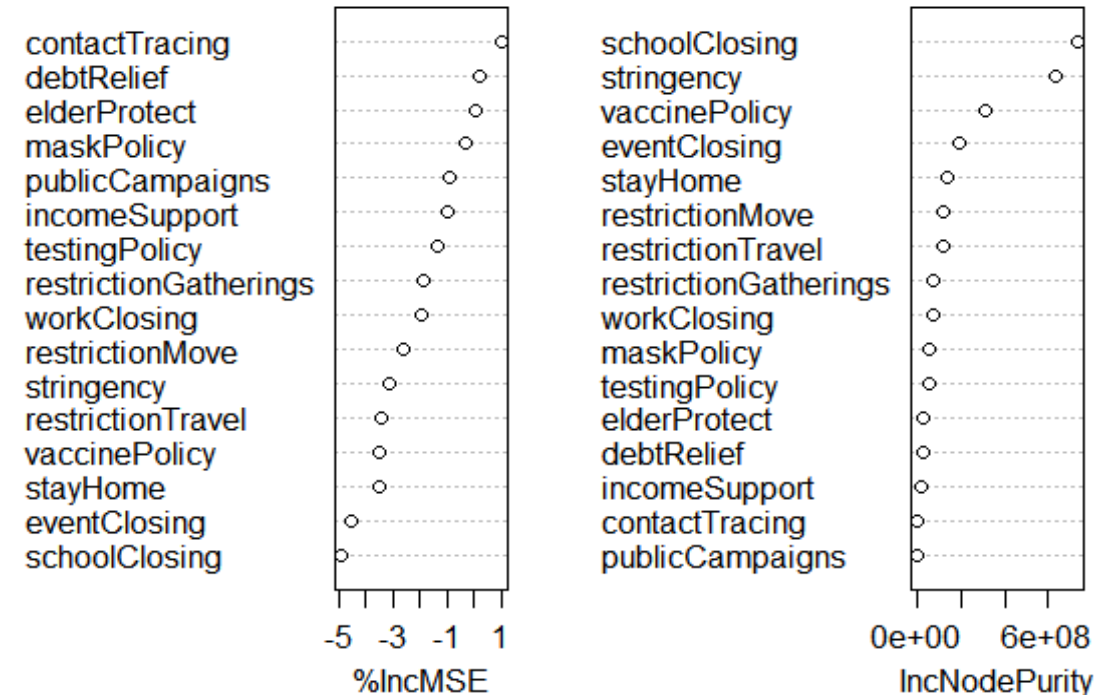 contactTracing
debtRelief
elderProtect
maskPolicy
publicCampaigns
incomeSupport
testingPolicy
restrictionGatherings
workClosing
restrictionMove
stringency
restrictionTravel
vaccinePolicy
stayHome
eventClosing
schoolClosing
-5 -3 -1 1
%IncMSE
schoolClosing
stringency
vaccinePolicy
eventClosing
stayHome
restrictionMove
restrictionTravel
restrictionGatherings
workClosing
maskPolicy
testingPolicy
elderProtect
debtRelief
incomeSupport
contactTracing
publicCampaigns
0e+00 6e+08
IncNodePurity